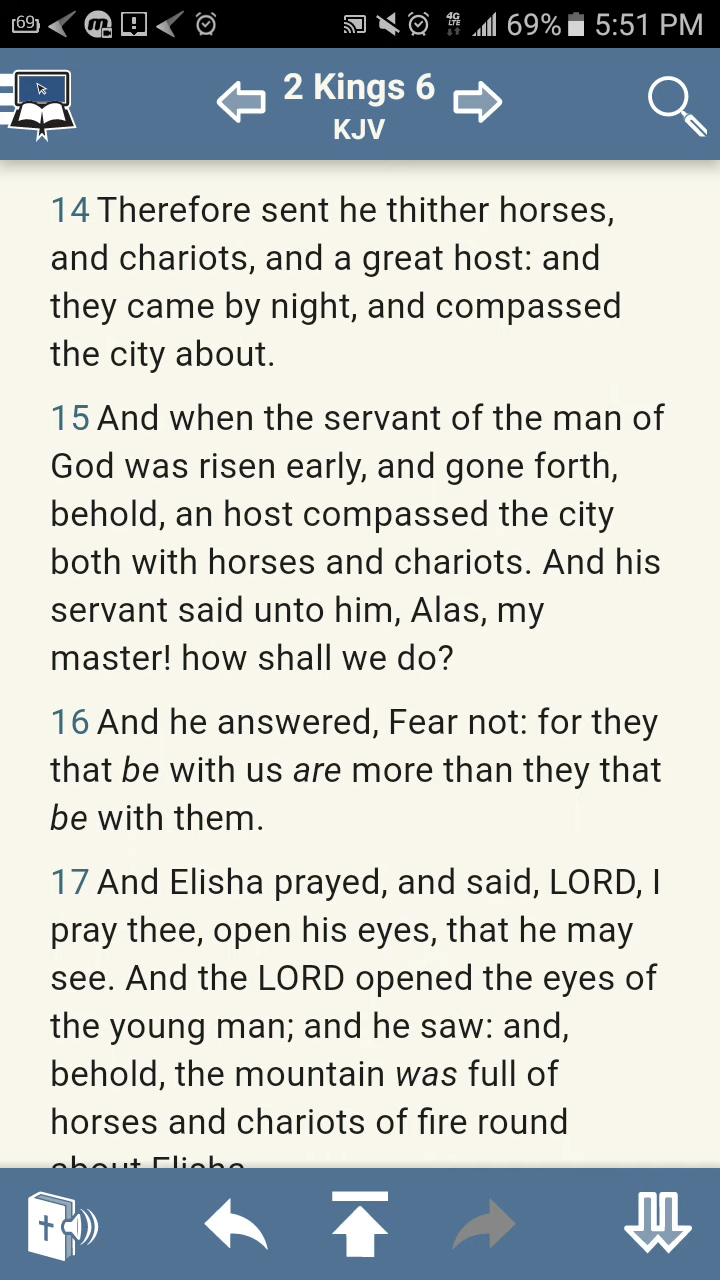 69
69% 5:51 PM
4G
LTE
2 Kings 6
KJV
14 Therefore sent he thither horses,
and chariots, and a great host: and
they came by night, and compassed
the city about.
15 And when the servant of the man of
God was risen early, and gone forth,
behold, an host compassed the city
both with horses and chariots. And his
servant said unto him, Alas, my
master! how shall we do?
16 And he answered, Fear not: for they
that be with us are more than they that
be with them.
17 And Elisha prayed, and said, LORD, I
pray thee, open his eyes, that he may
see. And the LORD opened the eyes of
the young man; and he saw: and,
behold, the mountain was full of
horses and chariots of fire round
about Elisha.